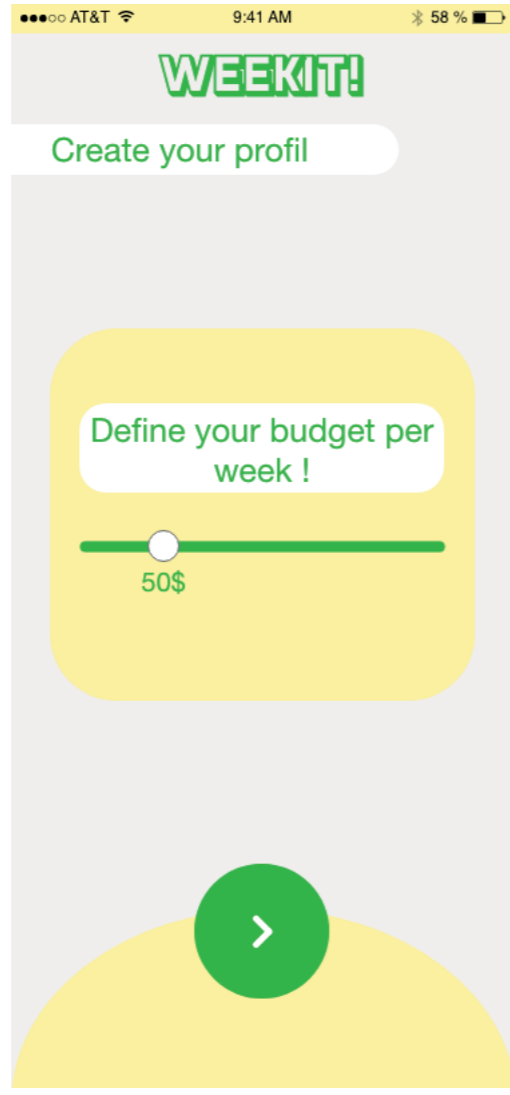 AT&T 9:41 AM 58 %
WEEKIT!
Create your profil
Define your budget per
week !
50$